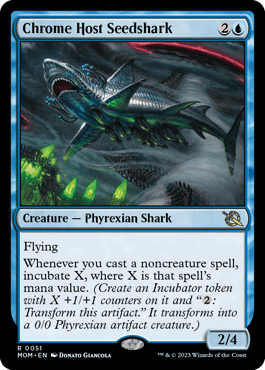 Chrome Host Seedshark 2
Creature — Phyrexian Shark
Flying
Whenever you cast a noncreature spell,
incubate X, where X is that spell's
mana value. (Create an Incubator token
with X +1/+1 counters on it and “2:
Transform this artifact.” It transforms into
a 0/0 Phyrexian artifact creature.)
2/4
R 0051
MOM • EN DONATO GIANCOLA
™ & © 2023 Wizards of the Coast